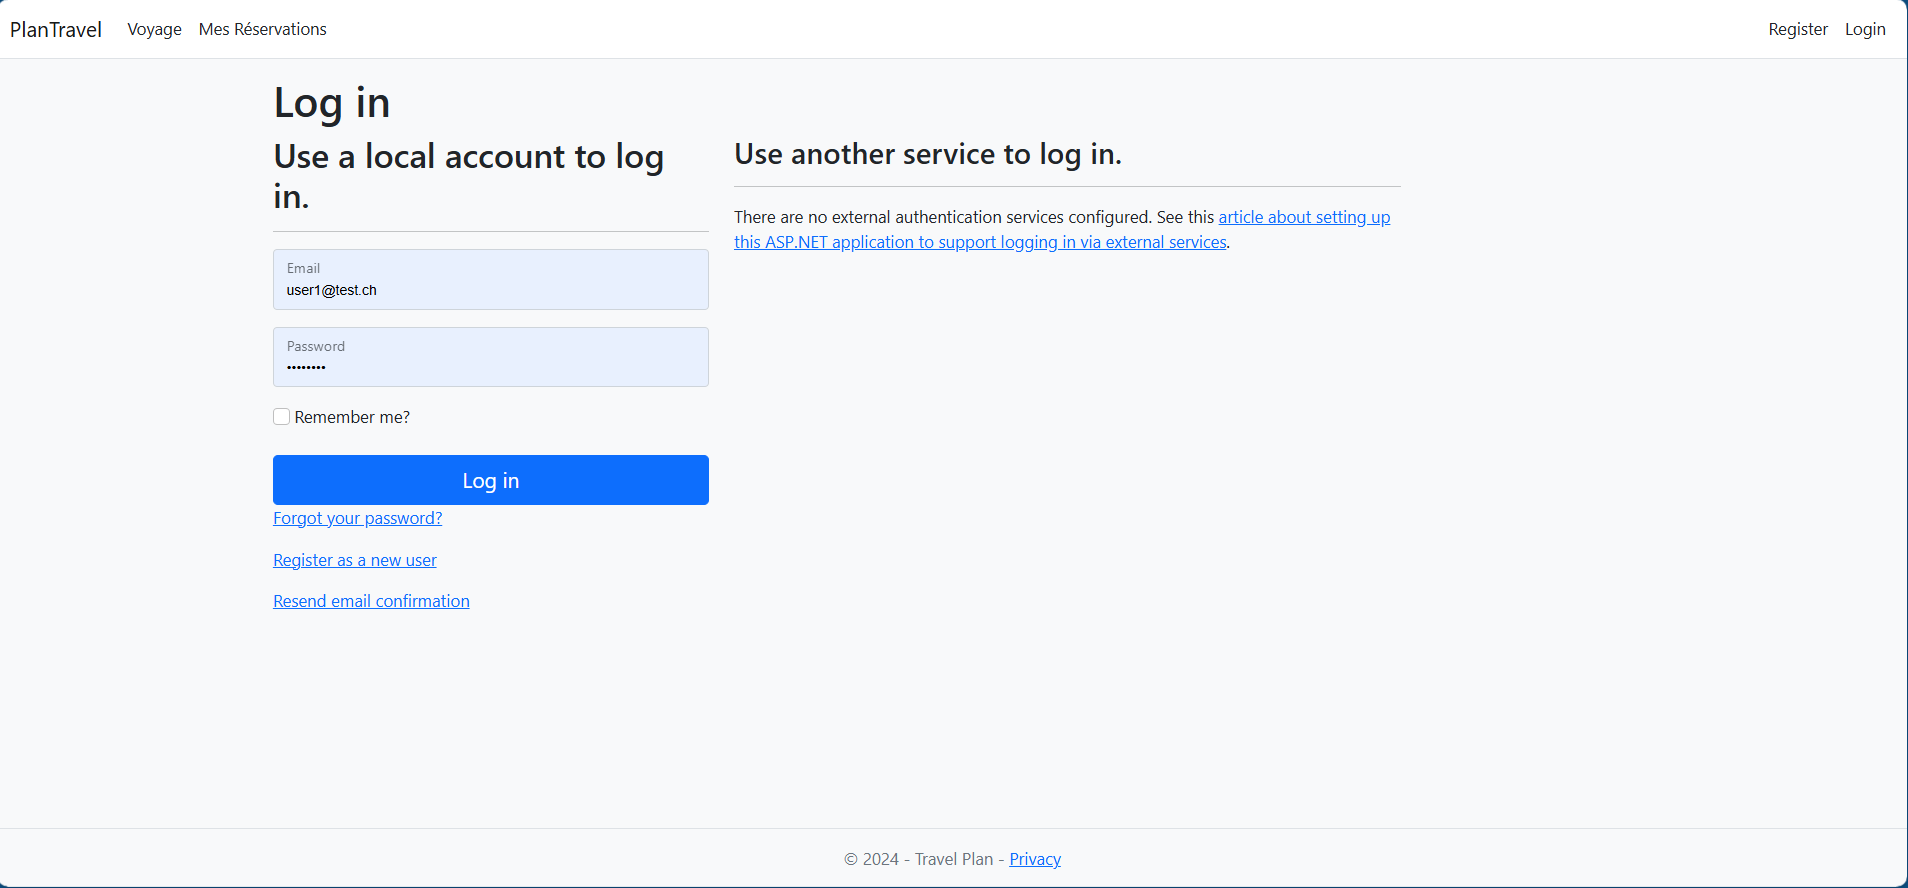 PlanTravel Voyage Mes Réservations Register Login
Log in
Use a local account to log
in.
Email
user1@test.ch
Password
••••••••
Remember me?
Log in
Forgot your password?
Register as a new user
Resend email confirmation
Use another service to log in.
There are no external authentication services configured. See this article about setting up
this ASP.NET application to support logging in via external services.
© 2024 - Travel Plan - Privacy